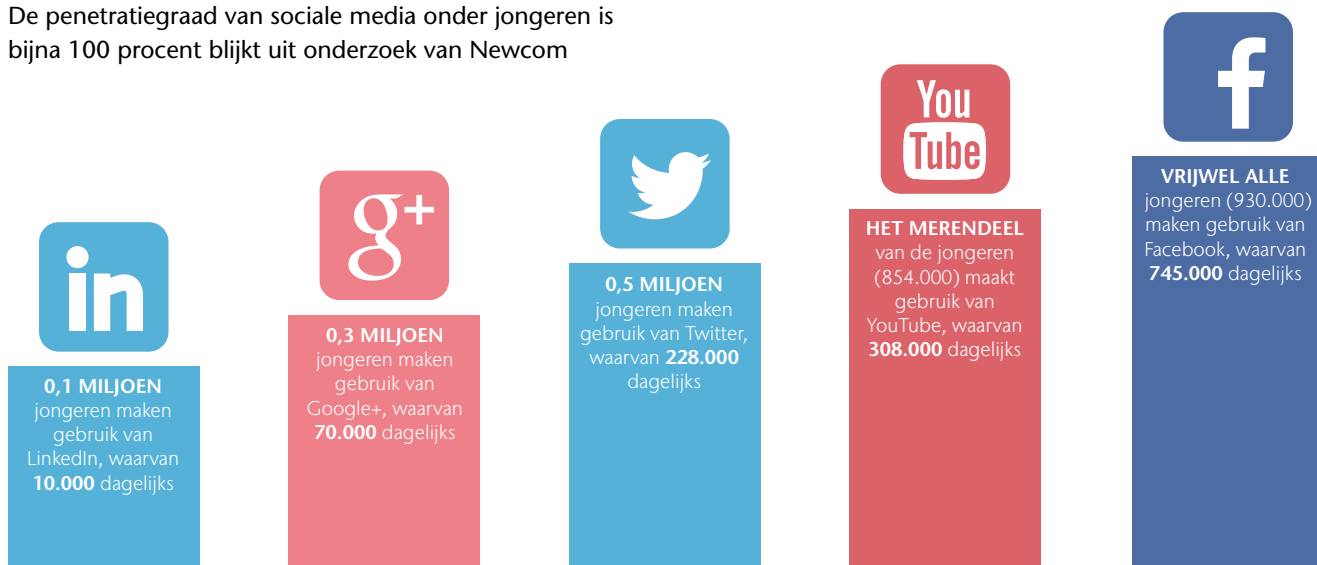 De penetratiegraad van sociale media onder jongeren is
bijna 100 procent blijkt uit onderzoek van Newcom
in
0,1 MILJOEN
jongeren maken
gebruik van
LinkedIn, waarvan
10.000 dagelijks
g+
0,3 MILJOEN
jongeren maken
gebruik van
Google+, waarvan
70.000 dagelijks
0,5 MILJOEN
jongeren maken
gebruik van Twitter,
waarvan 228.000
dagelijks
You
Tube
HET MERENDEEL
van de jongeren
(854.000) maakt
gebruik van
YouTube, waarvan
308.000 dagelijks
f
VRIJWEL ALLE
jongeren (930.000)
maken gebruik van
Facebook, waarvan
745.000 dagelijks